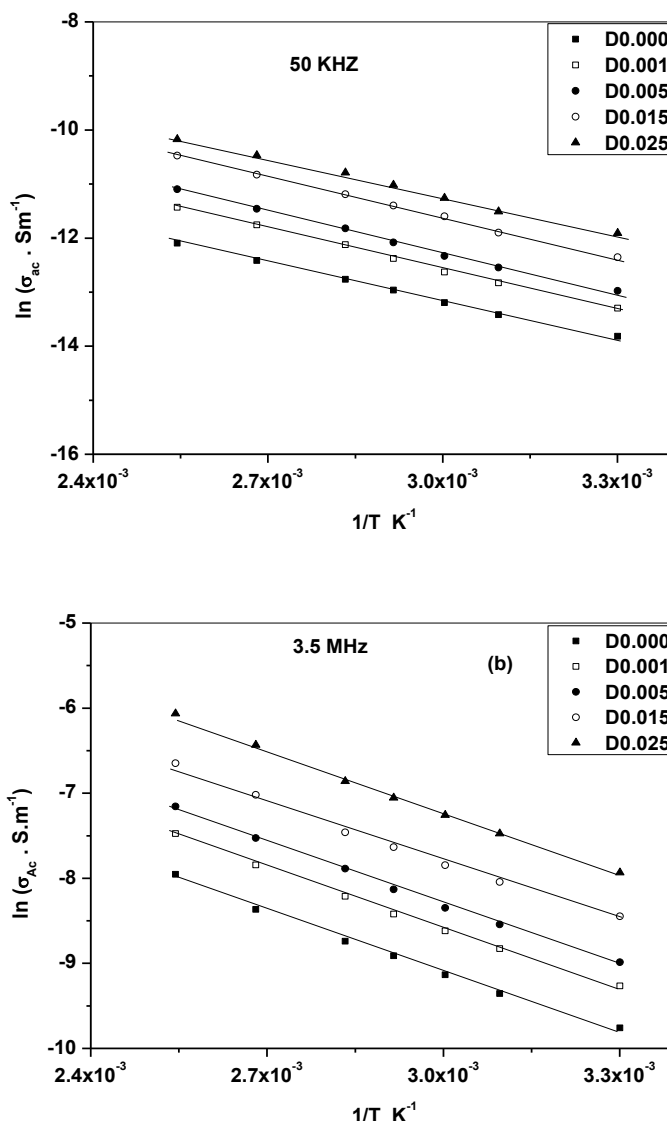 -8
50 KHZ
D0.000
D0.001
D0.005
D0.015
D0.025
-10
-12
-14
-16
ln (σac . Sm-1)
2.4x10-3
2.7x10-3
3.0x10-3
3.3x10-3
1/T K-1
-5
3.5 MHz
(b)
D0.000
D0.001
D0.005
D0.015
D0.025
-6
-7
-8
-9
-10
ln (σAc . S.m-1)
2.4x10-3
2.7x10-3
3.0x10-3
3.3x10-3
1/T K-1